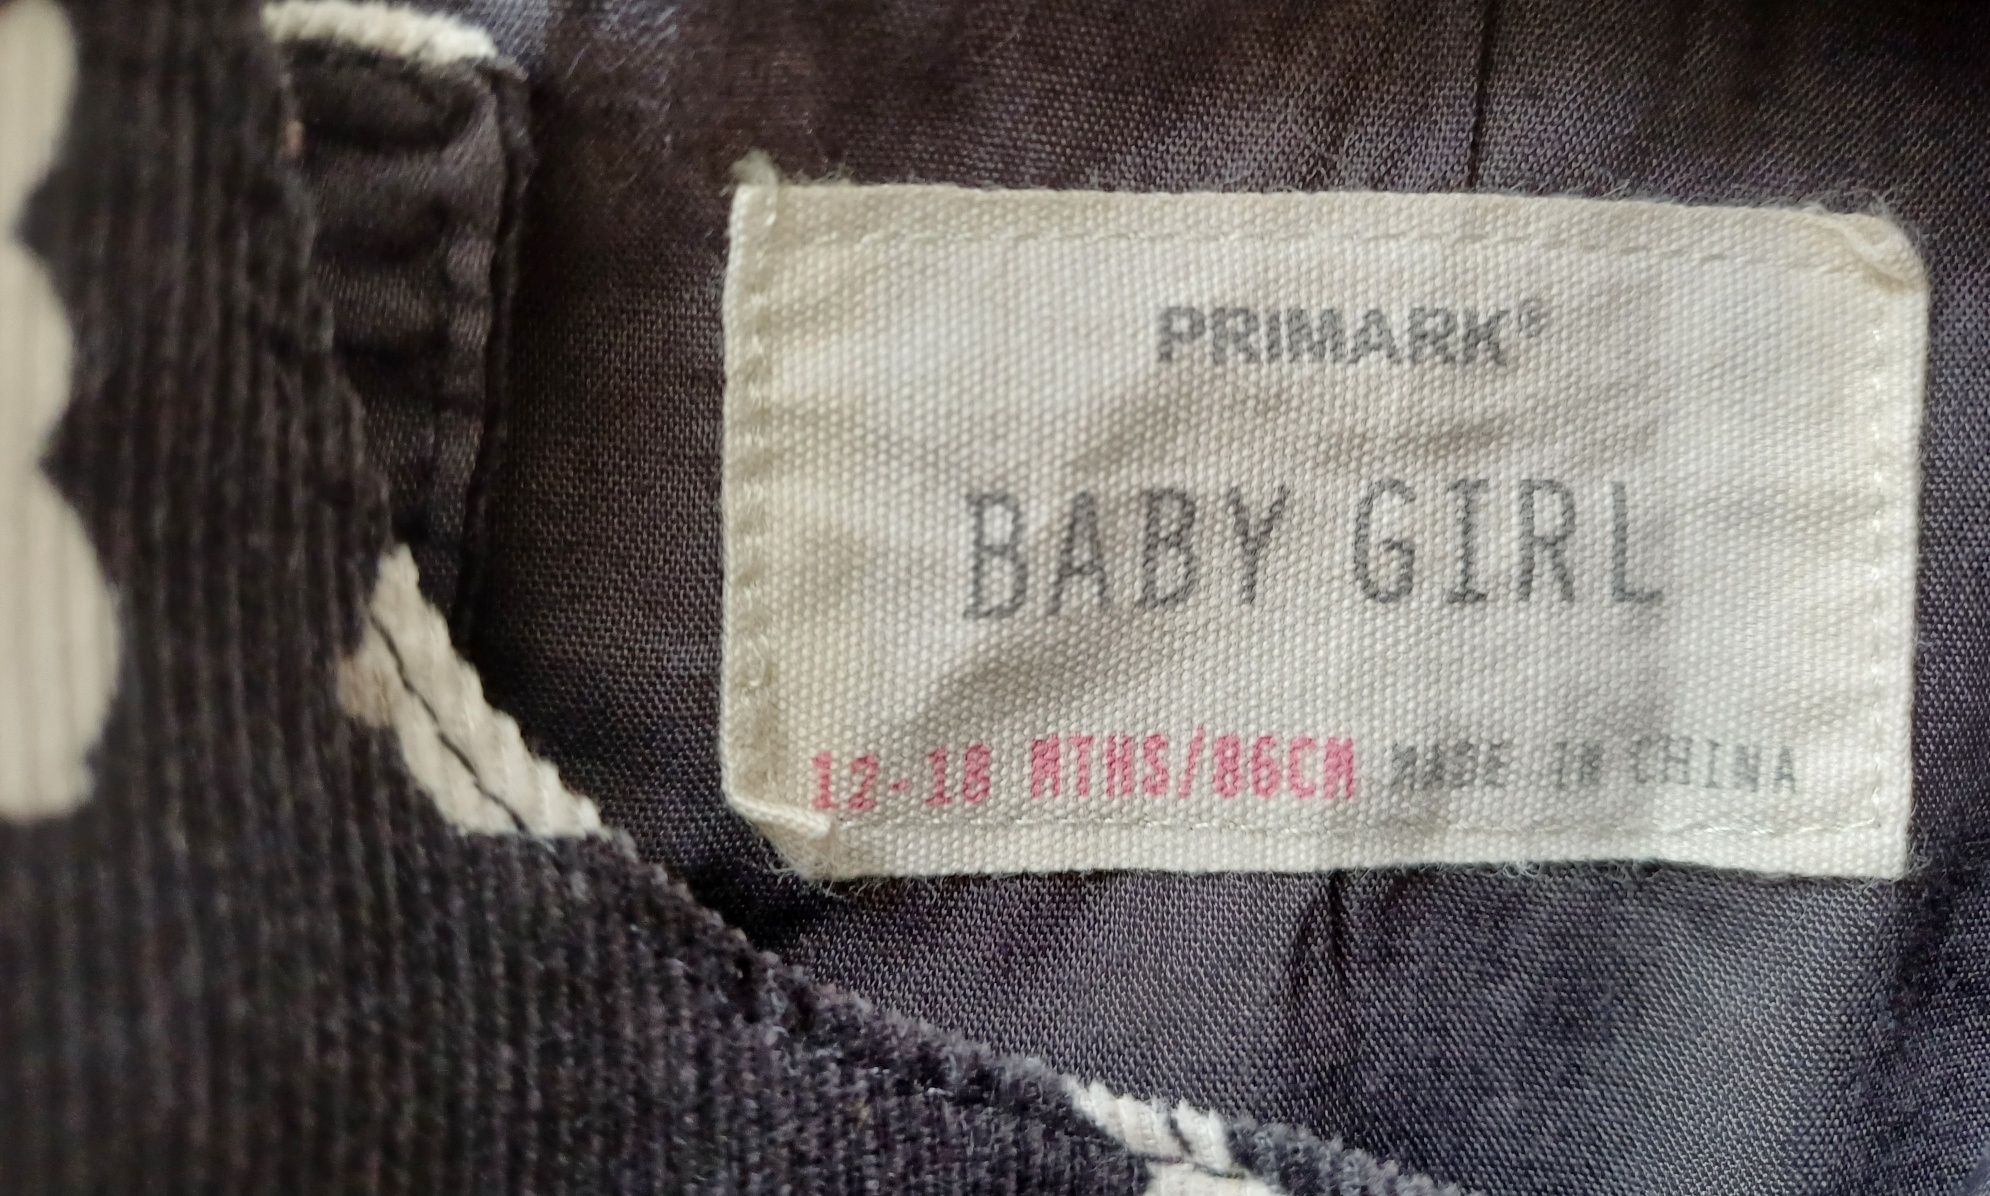 PRIMARK®
BABY GIRL
12-18 MTHS/86CM MADE IN CHINA